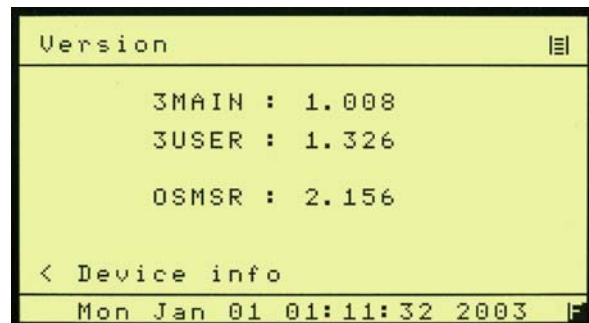 Version
3MAIN : 1.008
3USER : 1.326
OSMSR : 2.156
< Device info
Mon Jan 01 01:11:32 2003